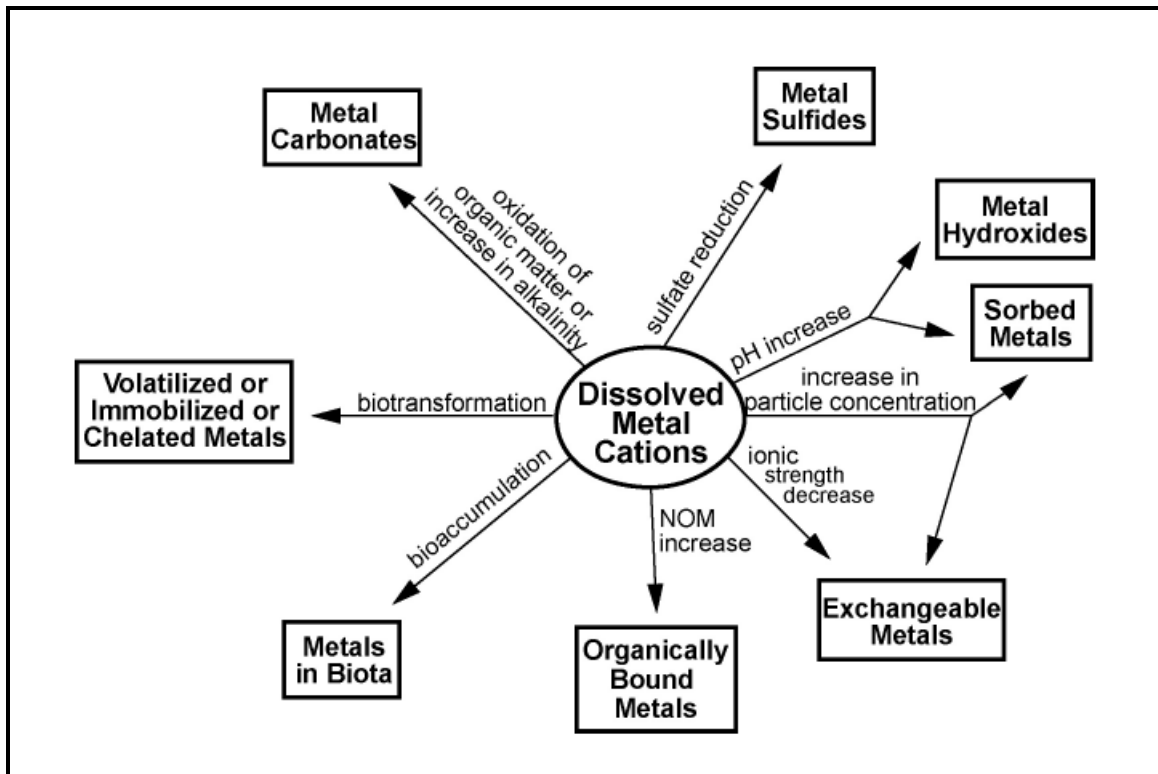 Metal
Carbonates
Metal
Sulfides
oxidation of
organic matter or
increase in alkalinity
sulfate reduction
Metal
Hydroxides
pH increase
Sorbed
Metals
increase in
particle concentration
Volatilized or
Immobilized or
Chelated Metals
biotransformation
Dissolved
Metal
Cations
ionic
strength
decrease
bioaccumulation
NOM
increase
Exchangeable
Metals
Metals
in Biota
Organically
Bound
Metals